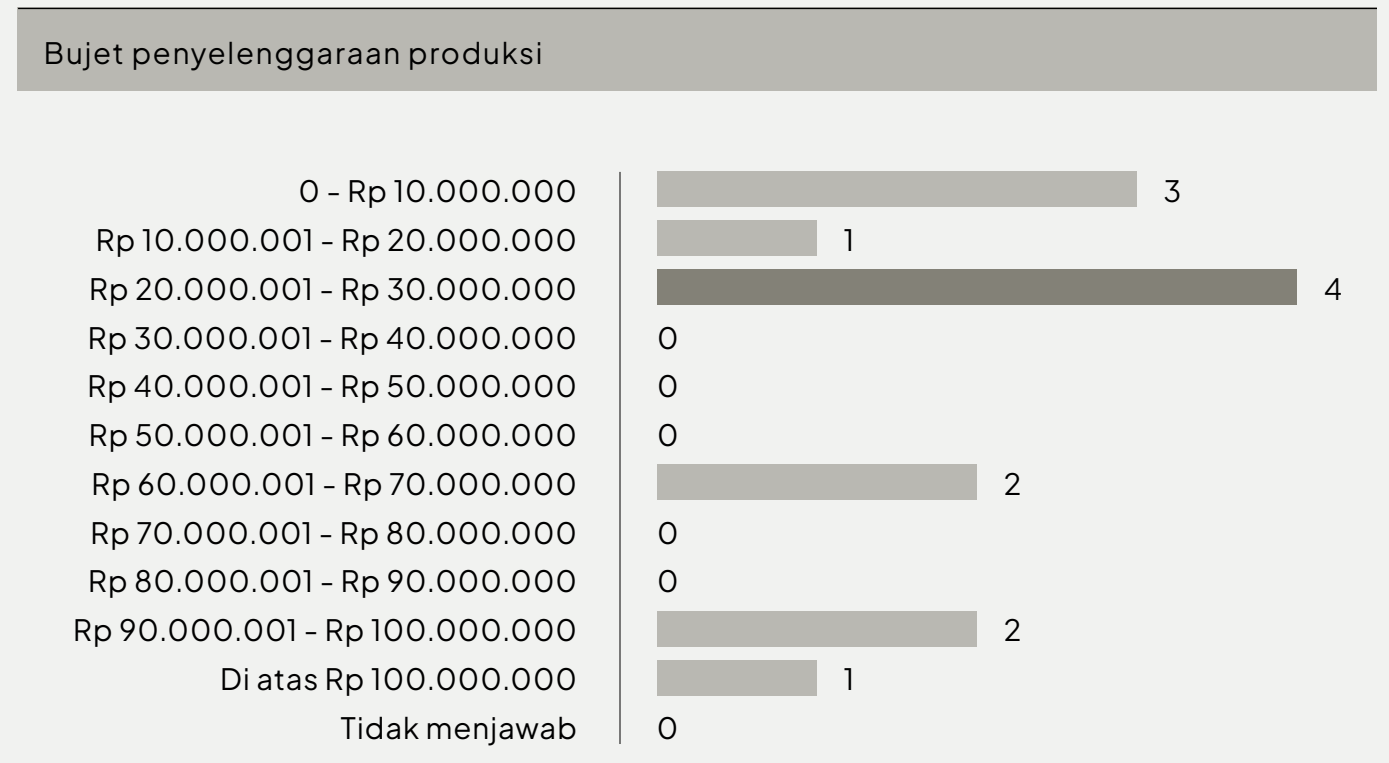 Bujet penyelenggaraan produksi
0 - Rp 10.000.000 3
Rp 10.000.001 - Rp 20.000.000 1
Rp 20.000.001 - Rp 30.000.000 4
Rp 30.000.001 - Rp 40.000.000 0
Rp 40.000.001 - Rp 50.000.000 0
Rp 50.000.001 - Rp 60.000.000 0
Rp 60.000.001 - Rp 70.000.000 2
Rp 70.000.001 - Rp 80.000.000 0
Rp 80.000.001 - Rp 90.000.000 0
Rp 90.000.001 - Rp 100.000.000 2
Di atas Rp 100.000.000 1
Tidak menjawab 0